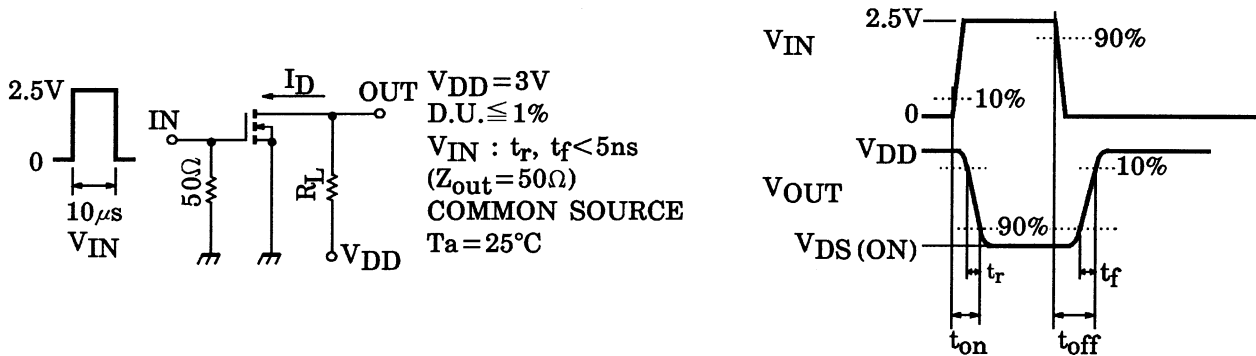 2.5V
0
10μs
VIN
IN
50Ω
ID
OUT
RL
VDD
VDD=3V
D.U.≦1%
VIN : tr, tf<5ns
(Zout=50Ω)
COMMON SOURCE
Ta=25°C
VIN
2.5V
90%
10%
0
VDD
VOUT
10%
90%
VDS (ON)
tr
tf
ton
toff